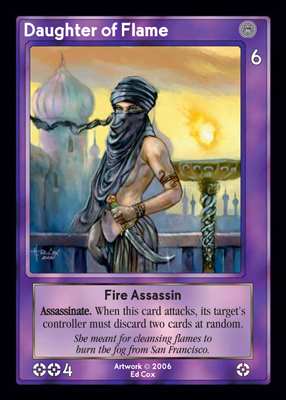 Daughter of Flame
6
Fire Assassin
Assassinate. When this card attacks, its target's
controller must discard two cards at random.
She meant for cleansing flames to
burn the fog from San Francisco.
4
Artwork © 2006
Ed Cox